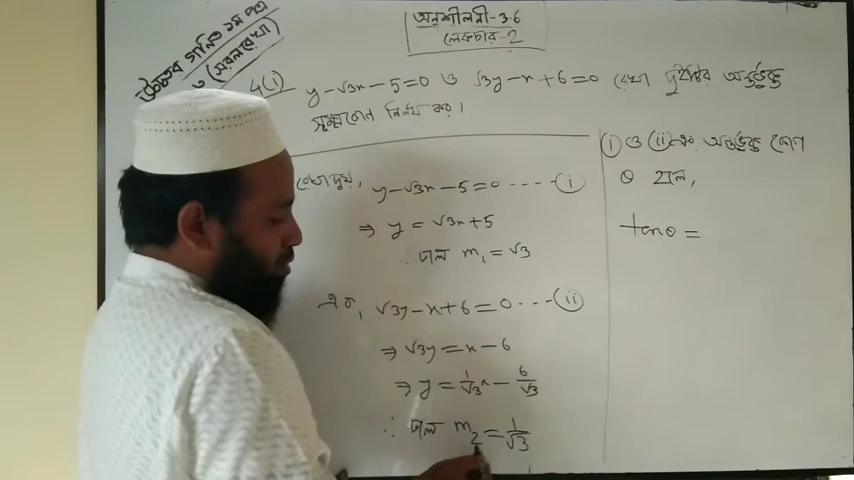 অনুশীলনী-3.6
লেকচার-2
উচ্চতর গণিত ১ম পত্র
৩ (সরলরেখা)
4(i) y-√3x-5=0 ও √3y-x+6=0 রেখা দুইটির অন্তর্ভুক্ত
সূক্ষ্মকোণ নির্ণয় কর।
রেখাদ্বয়, y-√3x-5=0 ---- (i)
⇒ y = √3x+5
∴ ঢাল m₁ = √3
এবং, √3y-x+6=0 --- (ii)
⇒ √3y = x-6
⇒ y = 1/√3 x - 6/√3
∴ ঢাল m₂ = 1/√3
(i) ও (ii) এর অন্তর্ভুক্ত কোণ
θ হলে,
tanθ =